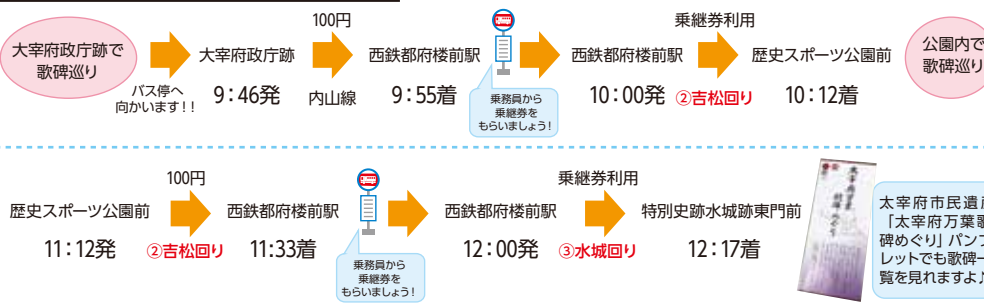 大宰府政庁跡で
歌碑巡り
バス停へ
向かいます!!
大宰府政庁跡
9:46発
100円
内山線
西鉄都府楼前駅
9:55着
乗務員から
乗継券を
もらいましょう!
西鉄都府楼前駅
10:00発
乗継券利用
②吉松回り
歴史スポーツ公園前
10:12着
公園内で
歌碑巡り
歴史スポーツ公園前
11:12発
100円
②吉松回り
西鉄都府楼前駅
11:33着
乗務員から
乗継券を
もらいましょう!
西鉄都府楼前駅
12:00発
乗継券利用
③水城回り
特別史跡水城跡東門前
12:17着
太宰府市民遺
「太宰府万葉歌
碑めぐり」パンフ
レットでも歌碑一
覧を見れますよ♪